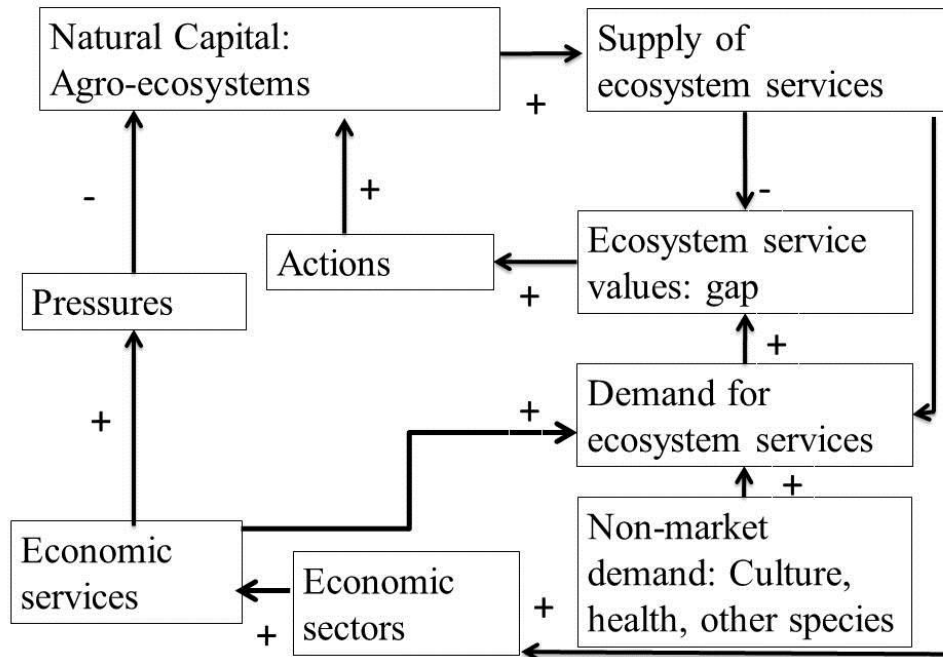 Natural Capital:
Agro-ecosystems
Supply of
ecosystem services
+
-
+
-
Actions
Ecosystem service
values: gap
+
Pressures
+
+
+
Demand for
ecosystem services
+
Economic
services
Economic
sectors
+
+
Non-market
demand: Culture,
health, other species